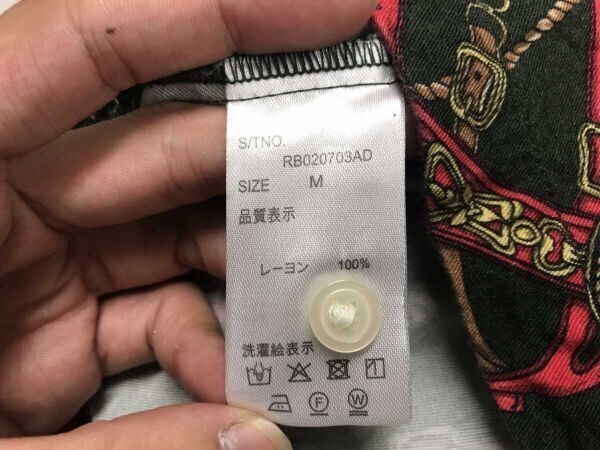 S/TNO.
RB020703AD
SIZE M
品質表示
レーヨン 100%
洗濯絵表示
F W